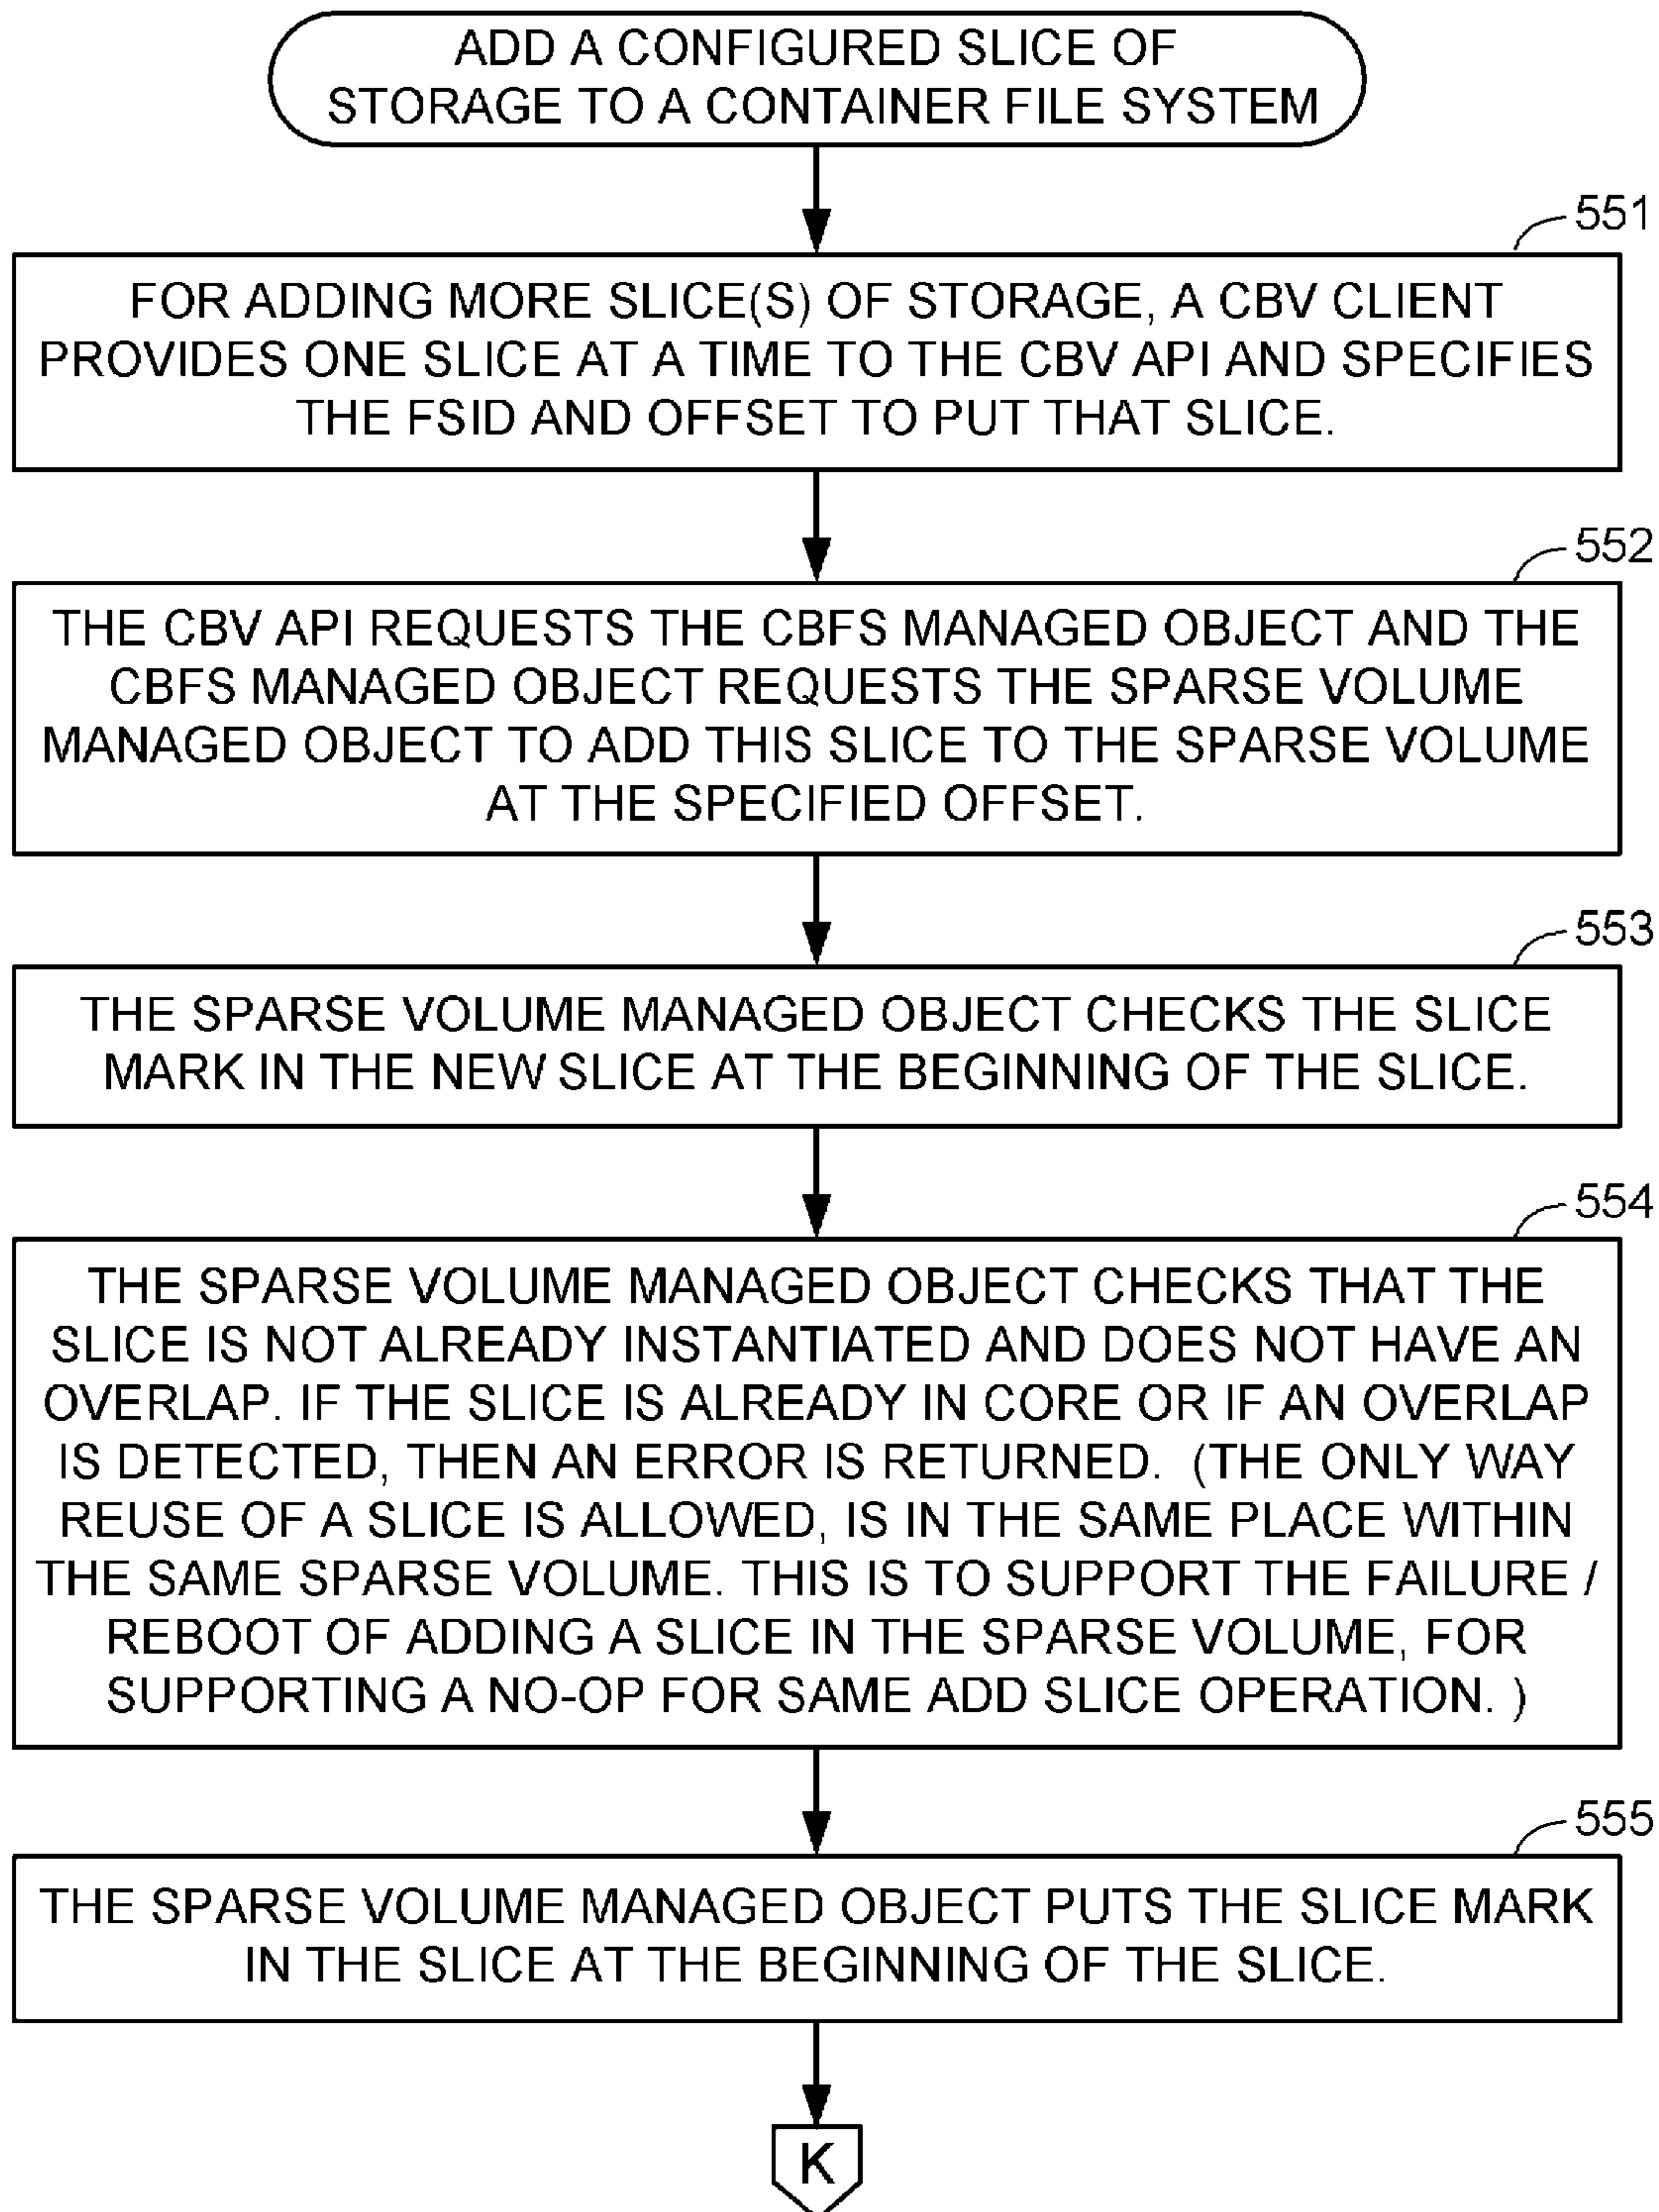 ADD A CONFIGURED SLICE OF
STORAGE TO A CONTAINER FILE SYSTEM
551
FOR ADDING MORE SLICE(S) OF STORAGE, A CBV CLIENT
PROVIDES ONE SLICE AT A TIME TO THE CBV API AND SPECIFIES
THE FSID AND OFFSET TO PUT THAT SLICE.
552
THE CBV API REQUESTS THE CBFS MANAGED OBJECT AND THE
CBFS MANAGED OBJECT REQUESTS THE SPARSE VOLUME
MANAGED OBJECT TO ADD THIS SLICE TO THE SPARSE VOLUME
AT THE SPECIFIED OFFSET.
553
THE SPARSE VOLUME MANAGED OBJECT CHECKS THE SLICE
MARK IN THE NEW SLICE AT THE BEGINNING OF THE SLICE.
554
THE SPARSE VOLUME MANAGED OBJECT CHECKS THAT THE
SLICE IS NOT ALREADY INSTANTIATED AND DOES NOT HAVE AN
OVERLAP. IF THE SLICE IS ALREADY IN CORE OR IF AN OVERLAP
IS DETECTED, THEN AN ERROR IS RETURNED. (THE ONLY WAY
REUSE OF A SLICE IS ALLOWED, IS IN THE SAME PLACE WITHIN
THE SAME SPARSE VOLUME. THIS IS TO SUPPORT THE FAILURE /
REBOOT OF ADDING A SLICE IN THE SPARSE VOLUME, FOR
SUPPORTING A NO-OP FOR SAME ADD SLICE OPERATION. )
555
THE SPARSE VOLUME MANAGED OBJECT PUTS THE SLICE MARK
IN THE SLICE AT THE BEGINNING OF THE SLICE.
K